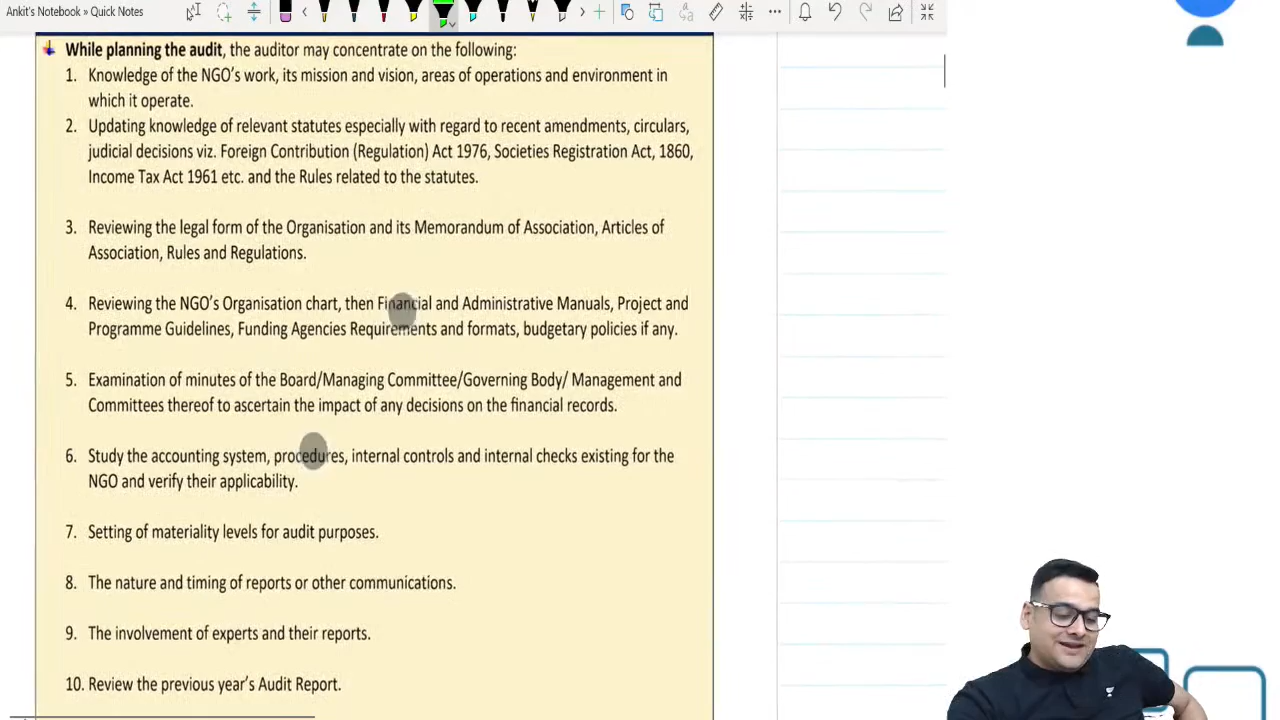 Ankit's Notebook » Quick Notes
While planning the audit, the auditor may concentrate on the following:
1. Knowledge of the NGO's work, its mission and vision, areas of operations and environment in
which it operate.
2. Updating knowledge of relevant statutes especially with regard to recent amendments, circulars,
judicial decisions viz. Foreign Contribution (Regulation) Act 1976, Societies Registration Act, 1860,
Income Tax Act 1961 etc. and the Rules related to the statutes.
3. Reviewing the legal form of the Organisation and its Memorandum of Association, Articles of
Association, Rules and Regulations.
4. Reviewing the NGO's Organisation chart, then Financial and Administrative Manuals, Project and
Programme Guidelines, Funding Agencies Requirements and formats, budgetary policies if any.
5. Examination of minutes of the Board/Managing Committee/Governing Body/ Management and
Committees thereof to ascertain the impact of any decisions on the financial records.
6. Study the accounting system, procedures, internal controls and internal checks existing for the
NGO and verify their applicability.
7. Setting of materiality levels for audit purposes.
8. The nature and timing of reports or other communications.
9. The involvement of experts and their reports.
10. Review the previous year's Audit Report.